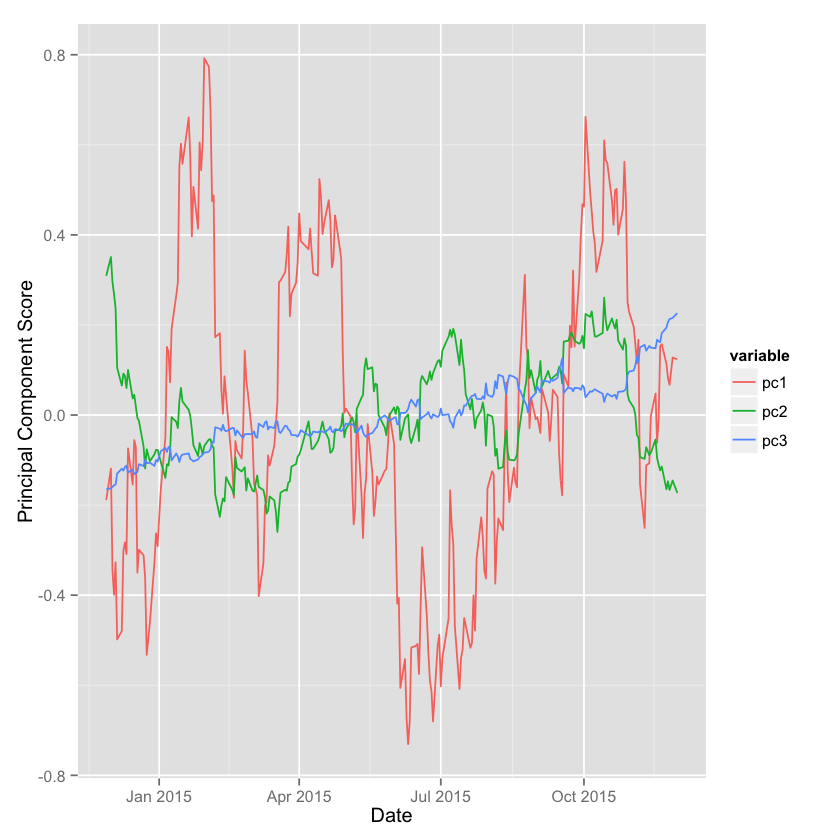 Principal Component Score
0.8
0.4
0.0
-0.4
-0.8
Jan 2015
Apr 2015
Jul 2015
Oct 2015
Date
variable
pc1
pc2
pc3